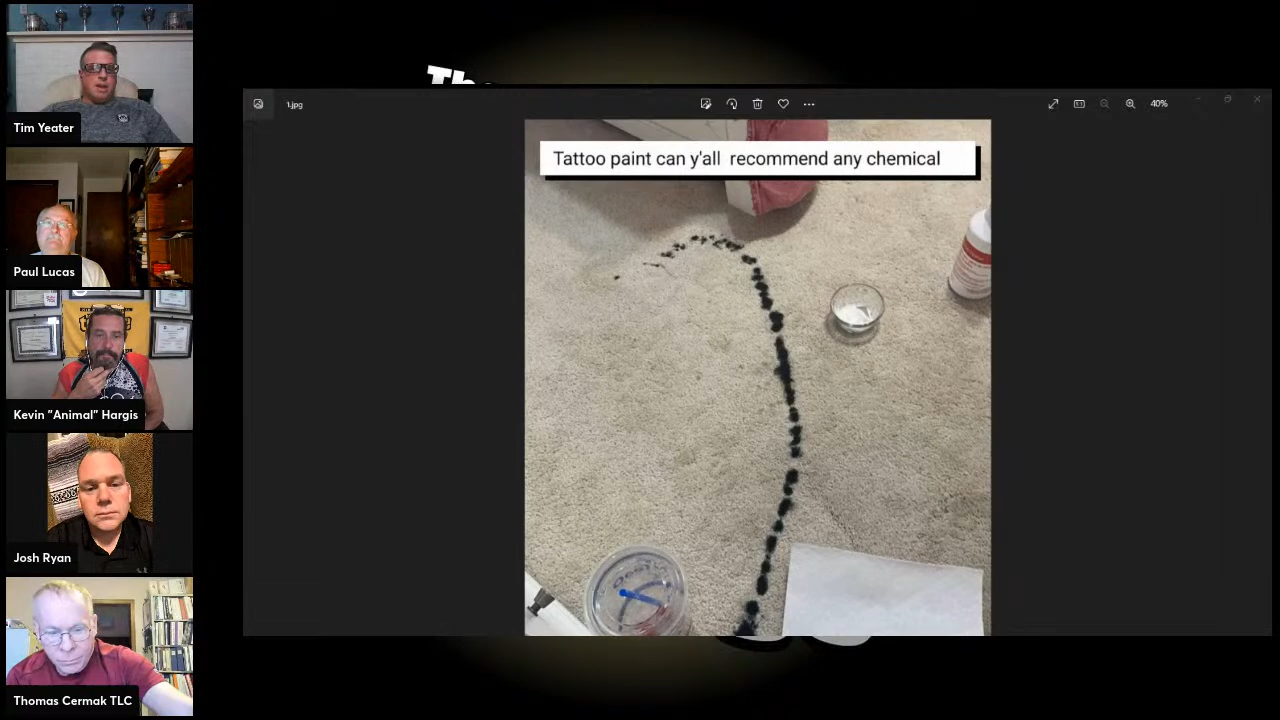 Tim Yeater
Paul Lucas
Kevin "Animal" Hargis
Josh Ryan
Thomas Cermak TLC
Th
1.jpg
40%
Tattoo paint can y'all recommend any chemical